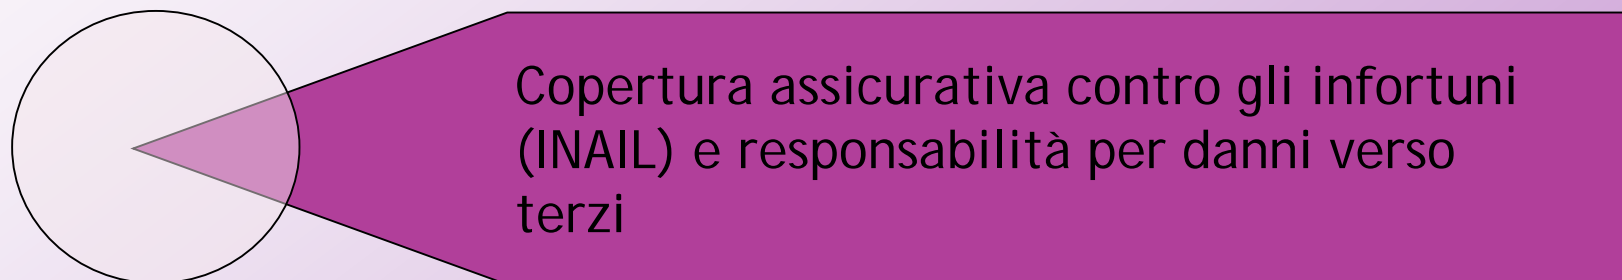 Copertura assicurativa contro gli infortuni
(INAIL) e responsabilità per danni verso
terzi